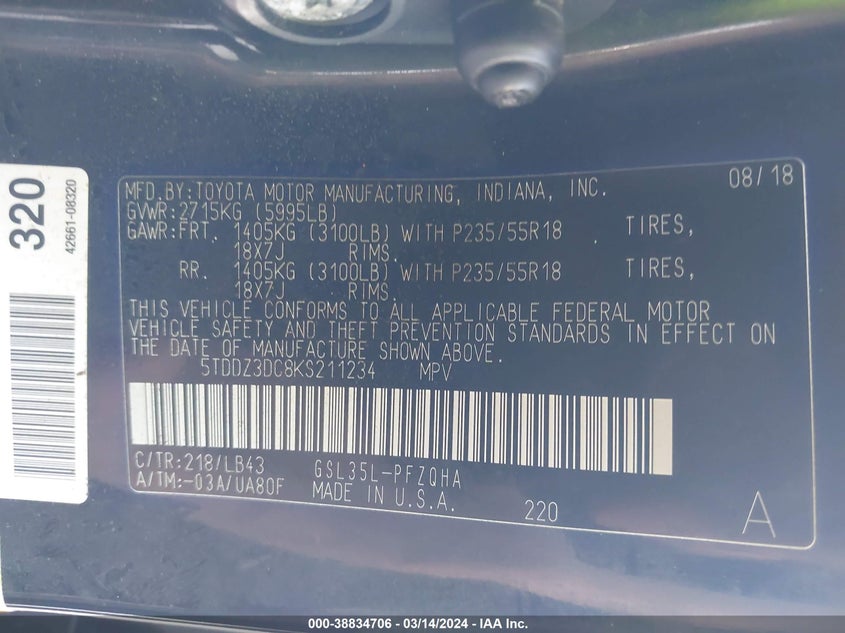 320
42661-08320
MFD.BY:TOYOTA MOTOR MANUFACTURING, INDIANA, INC. 08/18
GVWR:2715KG (5995LB)
GAWR:FRT. 1405KG (3100LB) WITH P235/55R18 TIRES,
18X7J RIMS.
RR. 1405KG (3100LB) WITH P235/55R18 TIRES,
18X7J RIMS.
THIS VEHICLE CONFORMS TO ALL APPLICABLE FEDERAL MOTOR
VEHICLE SAFETY AND THEFT PREVENTION STANDARDS IN EFFECT ON
THE DATE OF MANUFACTURE SHOWN ABOVE.
5TDDZ3DC8KS211234 MPV
C/TR:218/LB43 GSL35L-PFZQHA
A/TM:-03A/UA80F MADE IN U.S.A. 220 A
000-38834706 - 03/14/2024 - IAA Inc.